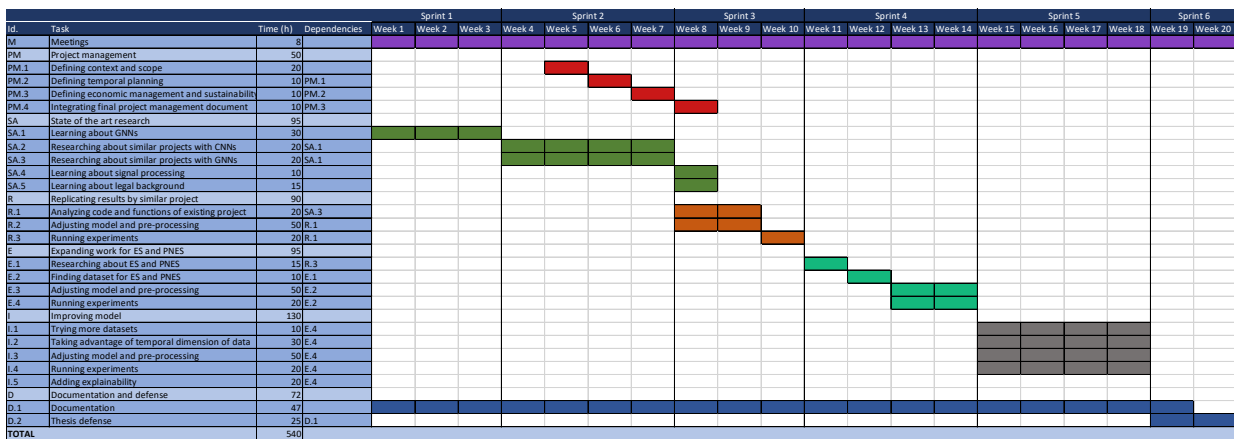 Sprint 1 Sprint 2 Sprint 3 Sprint 4 Sprint 5 Sprint 6
Id. Task Time (h) Dependencies Week 1 Week 2 Week 3 Week 4 Week 5 Week 6 Week 7 Week 8 Week 9 Week 10 Week 11 Week 12 Week 13 Week 14 Week 15 Week 16 Week 17 Week 18 Week 19 Week 20
M Meetings 8
PM Project management 50
PM.1 Defining context and scope 20
PM.2 Defining temporal planning 10 PM.1
PM.3 Defining economic management and sustainability 10 PM.2
PM.4 Integrating final project management document 10 PM.3
SA State of the art research 95
SA.1 Learning about GNNs 30
SA.2 Researching about similar projects with CNNs 20 SA.1
SA.3 Researching about similar projects with GNNs 20 SA.1
SA.4 Learning about signal processing 10
SA.5 Learning about legal background 15
R Replicating results by similar project 90
R.1 Analyzing code and functions of existing project 20 SA.3
R.2 Adjusting model and pre-processing 50 R.1
R.3 Running experiments 20 R.1
E Expanding work for ES and PNES 95
E.1 Researching about ES and PNES 15 R.3
E.2 Finding dataset for ES and PNES 10 E.1
E.3 Adjusting model and pre-processing 50 E.2
E.4 Running experiments 20 E.2
I Improving model 130
I.1 Trying more datasets 10 E.4
I.2 Taking advantage of temporal dimension of data 30 E.4
I.3 Adjusting model and pre-processing 50 E.4
I.4 Running experiments 20 E.4
I.5 Adding explainability 20 E.4
D Documentation and defense 72
D.1 Documentation 47
D.2 Thesis defense 25 D.1
TOTAL 540